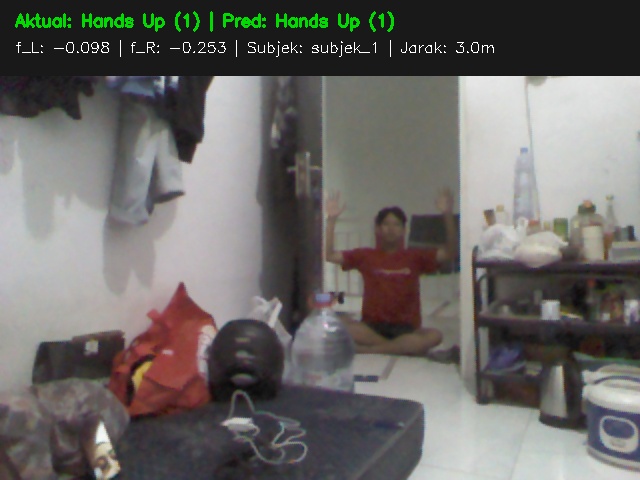 Aktual: Hands Up (1) | Pred: Hands Up (1)
f_L: −0.098 | f_R: −0.253 | Subjek: subjek_1 | Jarak: 3.0m